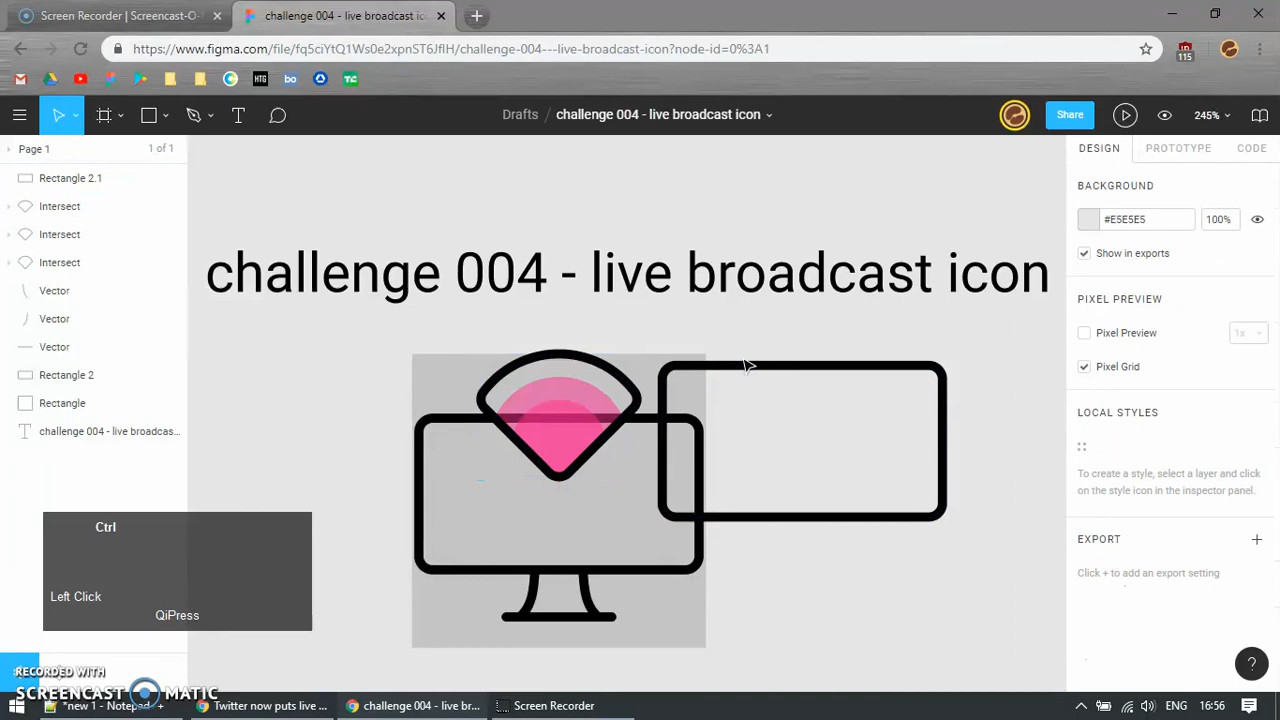 Screen Recorder | Screencast-O-
challenge 004 - live broadcast icon
https://www.figma.com/file/fq5ciYtQ1Ws0e2xpnST6JflH/challenge-004---live-broadcast-icon?node-id=0%3A1
115
HTG
bo
TC
Drafts / challenge 004 - live broadcast icon
Share
245%
Page 1
1 of 1
DESIGN
PROTOTYPE
CODE
Rectangle 2.1
Intersect
Intersect
Intersect
Vector
Vector
Vector
Rectangle 2
Rectangle
challenge 004 - live broadcas...
BACKGROUND
#E5E5E5
100%
Show in exports
PIXEL PREVIEW
Pixel Preview
1x
Pixel Grid
LOCAL STYLES
To create a style, select a layer and click
on the style icon in the inspector panel.
EXPORT
Click + to add an export setting
challenge 004 - live broadcast icon
Ctrl
Left Click
QiPress
?
RECORDED WITH
SCREENCAST MATIC
*new 1 - Notepad++
Twitter now puts live ...
challenge 004 - live br...
Screen Recorder
ENG
16:56